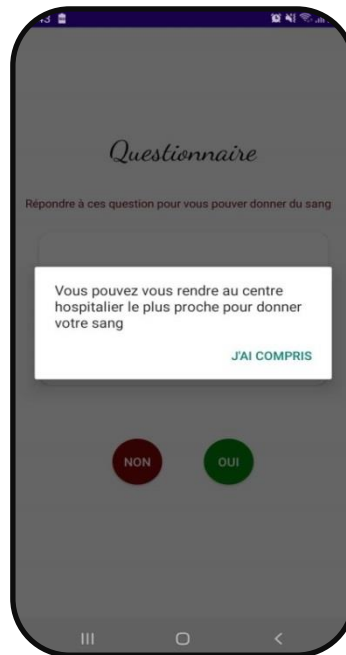 Questionnaire
Répondre à ces question pour vous pouver donner du sang
Vous pouvez vous rendre au centre
hospitalier le plus proche pour donner
votre sang
J'AI COMPRIS
NON
OUI